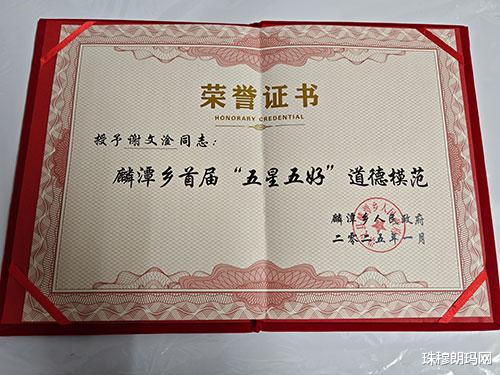 荣誉证书
HONORARY CREDENTIAL
授予谢文淦同志：
麟潭乡首届“五星五好”道德模范
麟潭乡人民政府
二零二五年一月
珠穆朗玛网